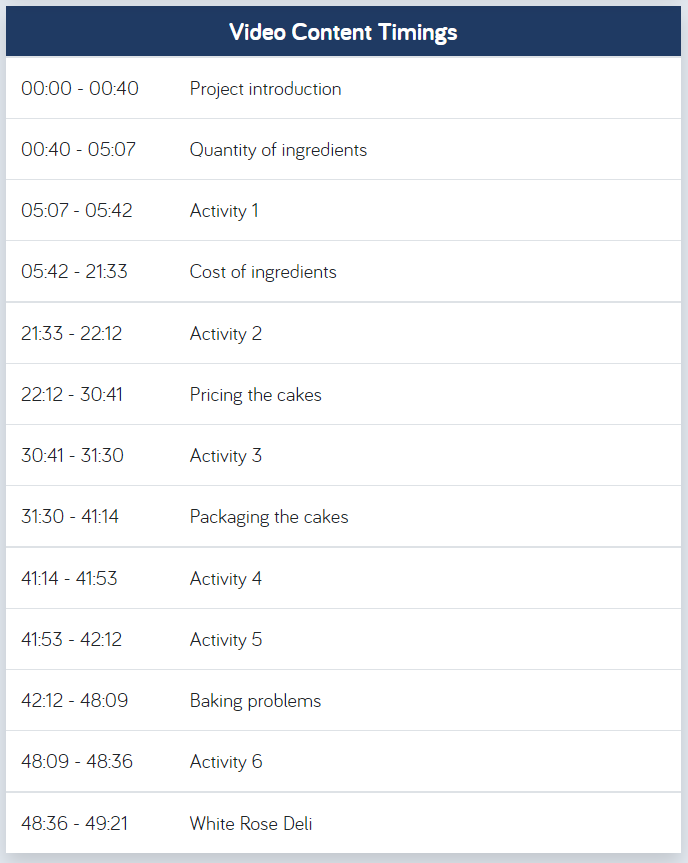 Video Content Timings
00:00 - 00:40 Project introduction
00:40 - 05:07 Quantity of ingredients
05:07 - 05:42 Activity 1
05:42 - 21:33 Cost of ingredients
21:33 - 22:12 Activity 2
22:12 - 30:41 Pricing the cakes
30:41 - 31:30 Activity 3
31:30 - 41:14 Packaging the cakes
41:14 - 41:53 Activity 4
41:53 - 42:12 Activity 5
42:12 - 48:09 Baking problems
48:09 - 48:36 Activity 6
48:36 - 49:21 White Rose Deli